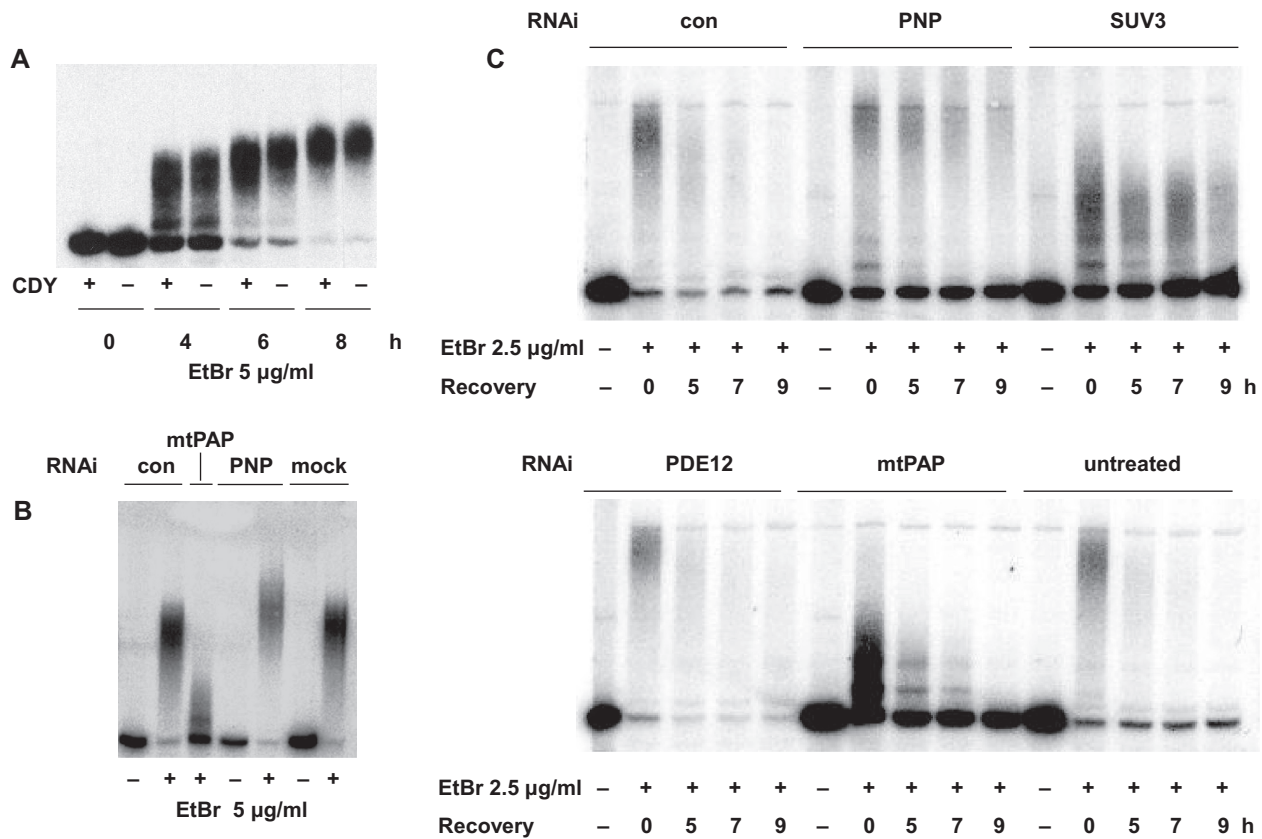 A
CDY + – + – + – + –
0 4 6 8 h
EtBr 5 µg/ml
mtPAP
RNAi con PNP mock
B
– + + – + – +
EtBr 5 µg/ml
RNAi con PNP SUV3
C
EtBr 2.5 µg/ml – + + + + – + + + + – + + + +
Recovery – 0 5 7 9 – 0 5 7 9 – 0 5 7 9 h
RNAi PDE12 mtPAP untreated
EtBr 2.5 µg/ml – + + + + – + + + + – + + + +
Recovery – 0 5 7 9 – 0 5 7 9 – 0 5 7 9 h